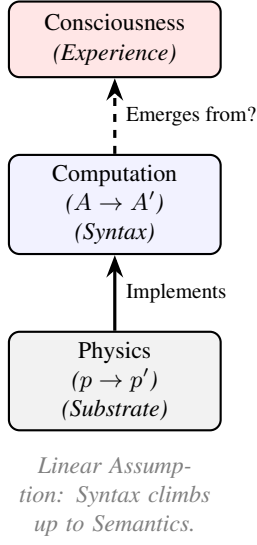 Consciousness
(Experience)
Emerges from?
Computation
(A → A′)
(Syntax)
Implements
Physics
(p → p′)
(Substrate)
Linear Assump-
tion: Syntax climbs
up to Semantics.